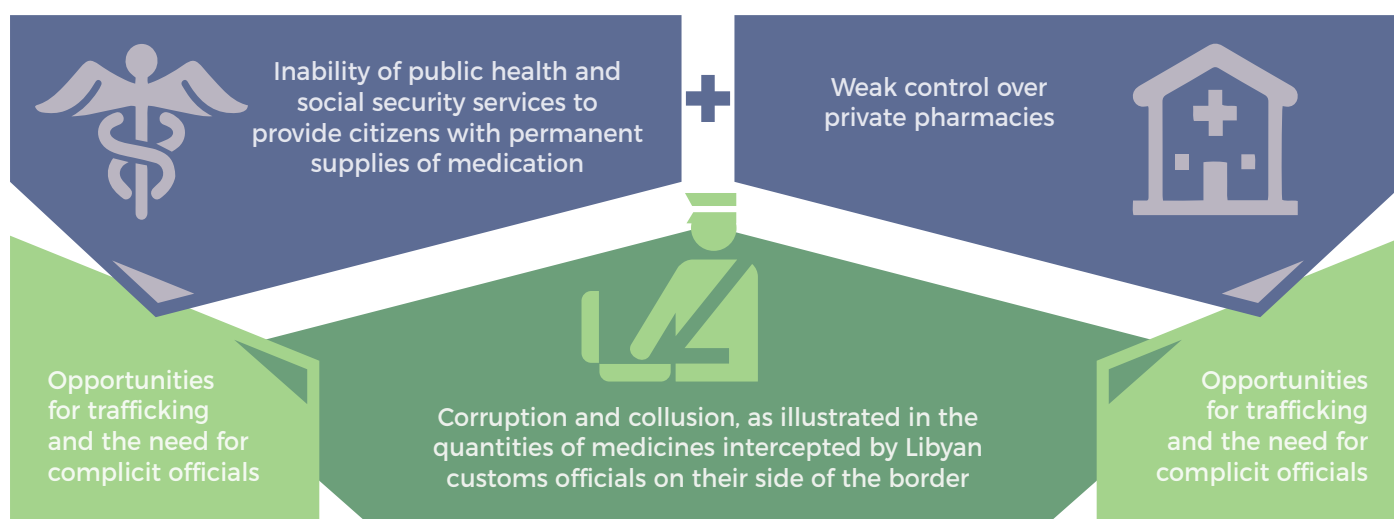 Inability of public health and
social security services to
provide citizens with permanent
supplies of medication
Weak control over
private pharmacies
Opportunities
for trafficking
and the need for
complicit officials
Corruption and collusion, as illustrated in the
quantities of medicines intercepted by Libyan
customs officials on their side of the border
Opportunities
for trafficking
and the need for
complicit officials